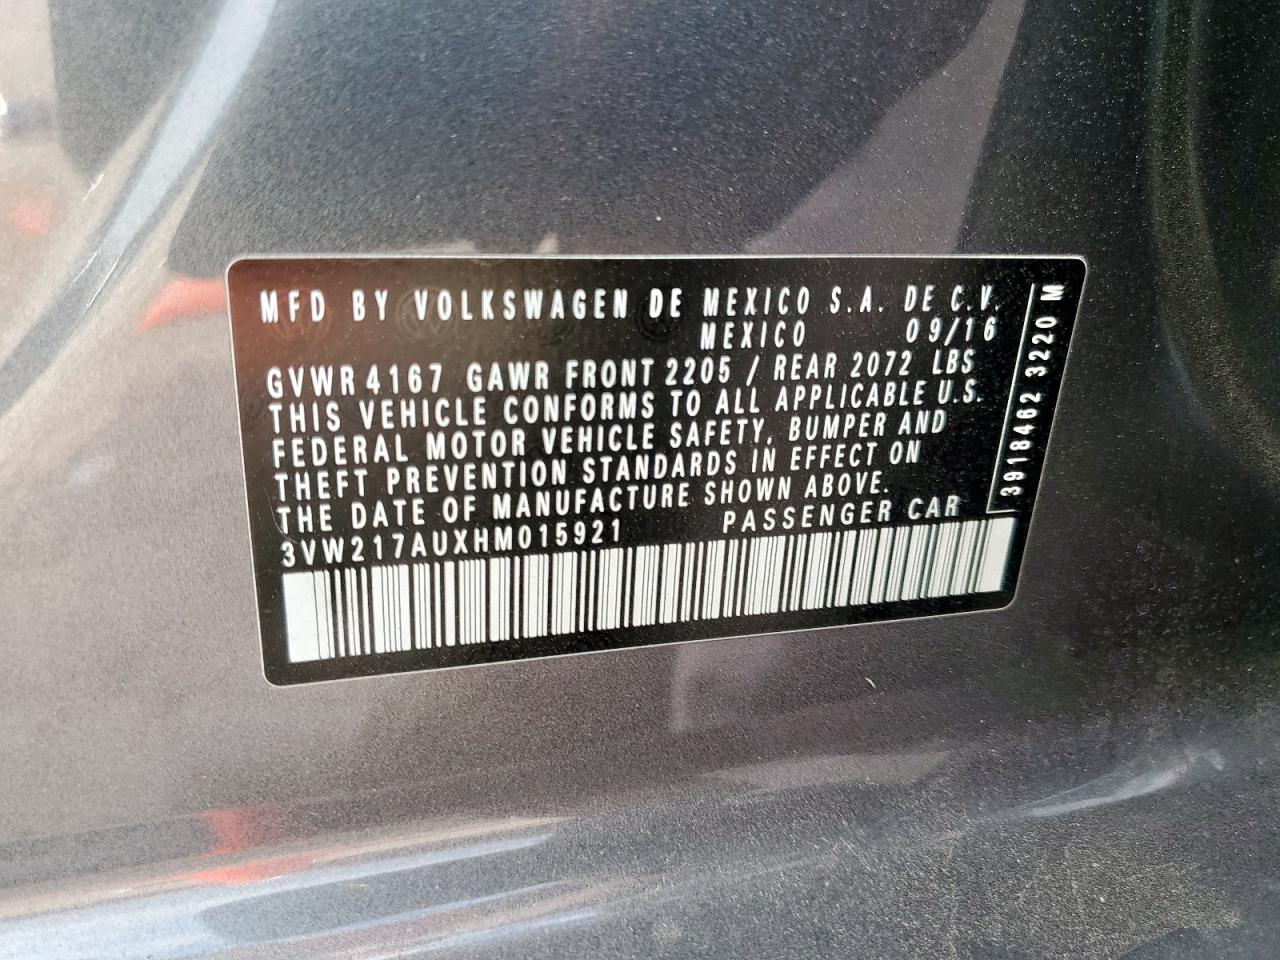 MFD BY VOLKSWAGEN DE MEXICO S.A. DE C.V.
MEXICO 09/16
GVWR 4167 GAWR FRONT 2205 / REAR 2072 LBS
THIS VEHICLE CONFORMS TO ALL APPLICABLE U.S.
FEDERAL MOTOR VEHICLE SAFETY, BUMPER AND
THEFT PREVENTION STANDARDS IN EFFECT ON
THE DATE OF MANUFACTURE SHOWN ABOVE.
3VW217AUXHM015921 PASSENGER CAR
3918462 3220 M